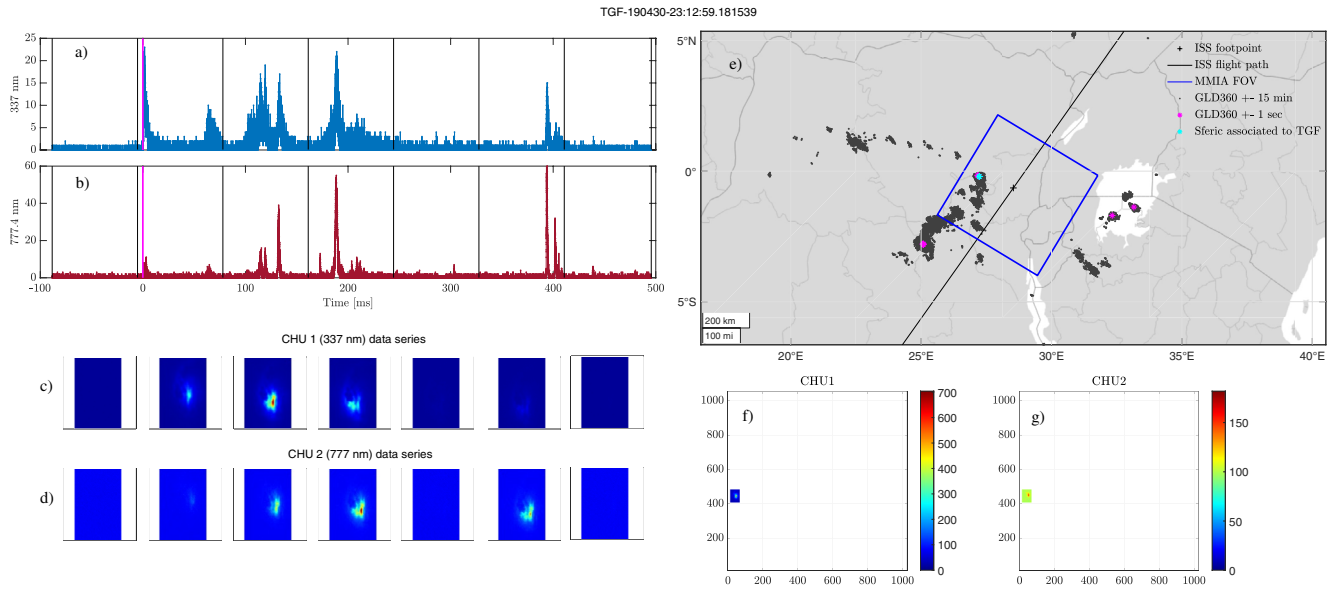 TGF-190430-23:12:59.181539
a)
25
20
15
10
5
0
337 nm
b)
60
40
20
0
777.4 nm
-100
0
100
200
300
400
500
Time [ms]
CHU 1 (337 nm) data series
c)
CHU 2 (777 nm) data series
d)
e)
5°N
0°
5°S
ISS footpoint
ISS flight path
MMIA FOV
GLD360 +- 15 min
GLD360 +- 1 sec
Sferic associated to TGF
200 km
100 mi
20°E
25°E
30°E
35°E
40°E
CHU1
f)
1000
800
600
400
200
0
200
400
600
800
1000
700
600
500
400
300
200
100
0
CHU2
g)
1000
800
600
400
200
0
200
400
600
800
1000
150
100
50
0